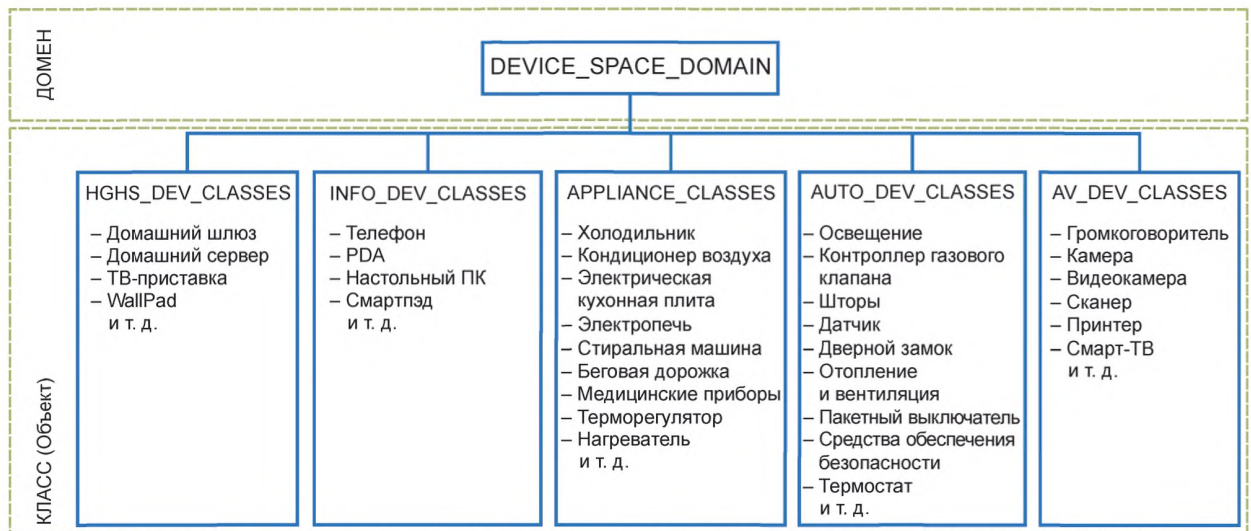 ДОМЕН
DEVICE_SPACE_DOMAIN
КЛАСС (Объект)
HGHS_DEV_CLASSES
– Домашний шлюз
– Домашний сервер
– ТВ-приставка
– WallPad
и т. д.
INFO_DEV_CLASSES
– Телефон
– PDA
– Настольный ПК
– Смартпэд
и т. д.
APPLIANCE_CLASSES
– Холодильник
– Кондиционер воздуха
– Электрическая
кухонная плита
– Электропечь
– Стиральная машина
– Беговая дорожка
– Медицинские приборы
– Терморегулятор
– Нагреватель
и т. д.
AUTO_DEV_CLASSES
– Освещение
– Контроллер газового
клапана
– Шторы
– Датчик
– Дверной замок
– Отопление
и вентиляция
– Пакетный выключатель
– Средства обеспечения
безопасности
– Термостат
и т. д.
AV_DEV_CLASSES
– Громкоговоритель
– Камера
– Видеокамера
– Сканер
– Принтер
– Смарт-ТВ
и т. д.